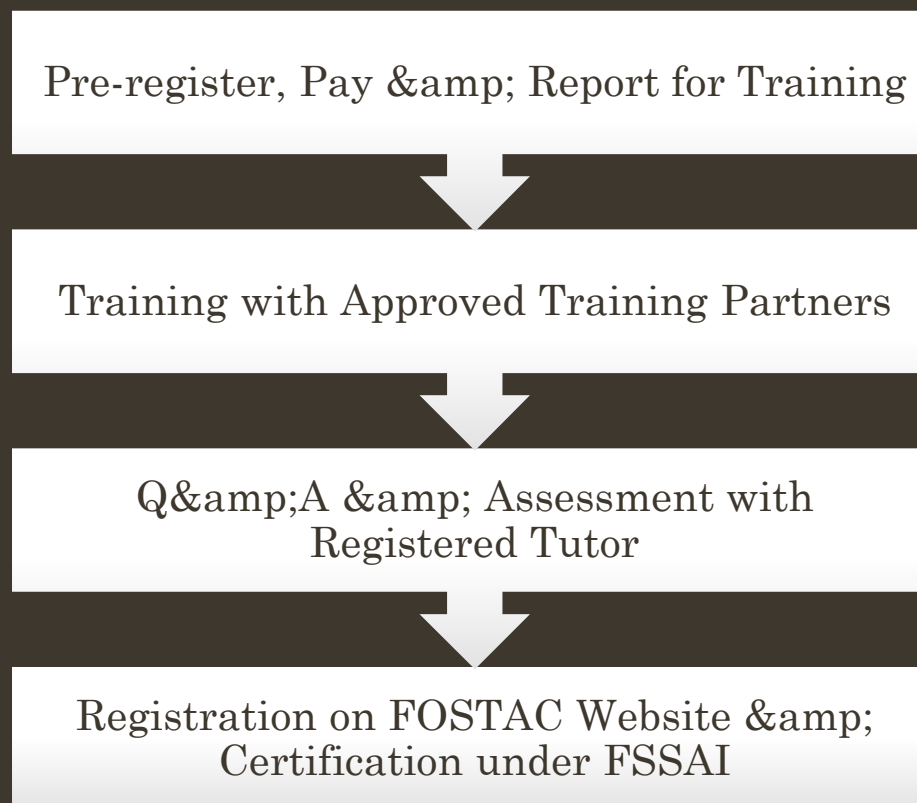 Pre-register, Pay &amp; Report for Training
Training with Approved Training Partners
Q&amp;A &amp; Assessment with
Registered Tutor
Registration on FOSTAC Website &amp;
Certification under FSSAI